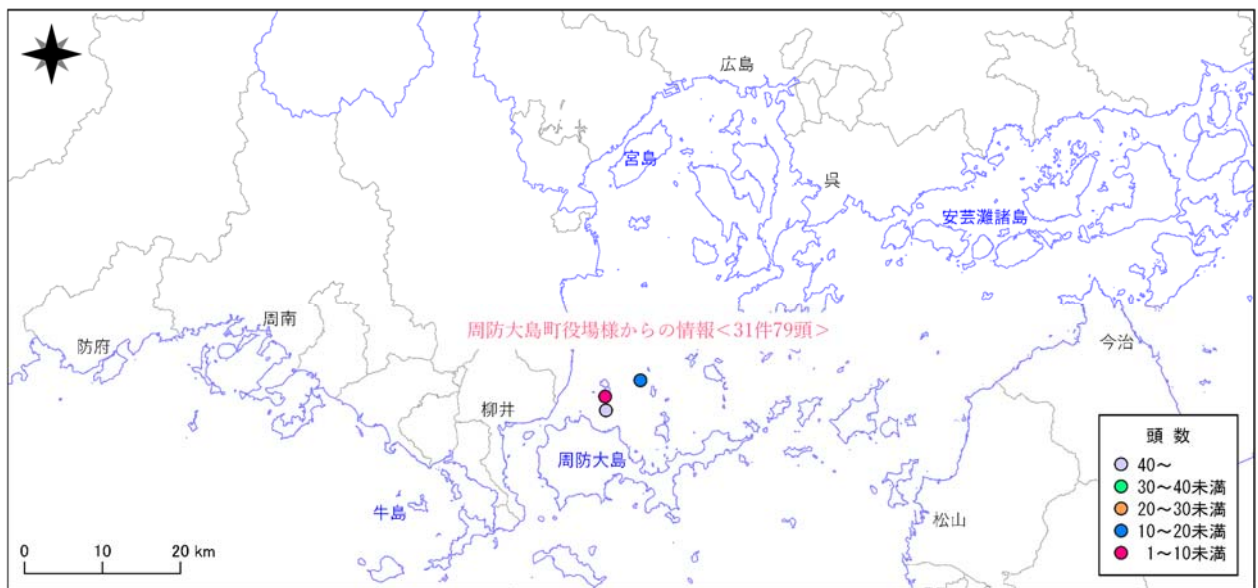 広島
宮島
呉
安芸灘諸島
周南
周防大島町役場様からの情報＜31件79頭＞
防府
今治
柳井
周防大島
牛島
松山
頭 数
40～
30～40未満
20～30未満
10～20未満
1～10未満
0 10 20 km